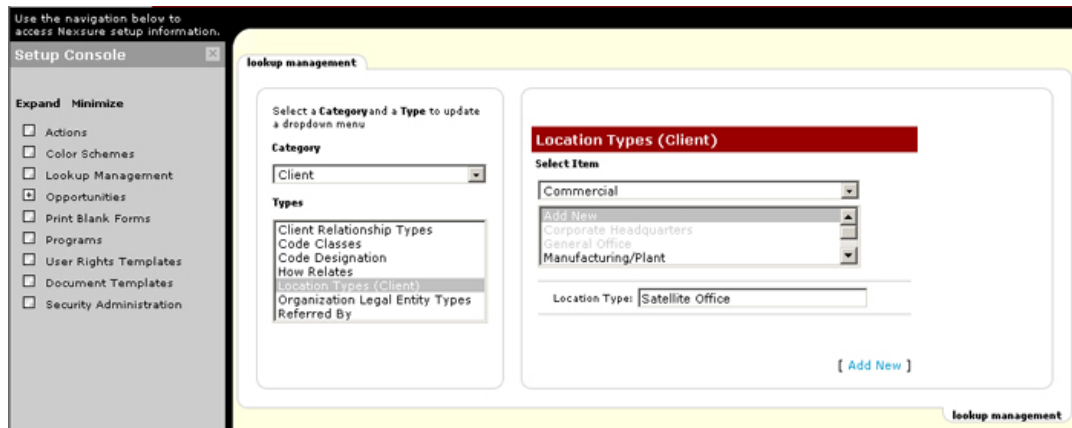 Use the navigation below to
access Nexsure setup information.
Setup Console
Expand Minimize
Actions
Color Schemes
Lookup Management
Opportunities
Print Blank Forms
Programs
User Rights Templates
Document Templates
Security Administration
lookup management
Select a Category and a Type to update
a dropdown menu
Category
Client
Types
Client Relationship Types
Code Classes
Code Designation
How Relates
Location Types (Client)
Organization Legal Entity Types
Referred By
Location Types (Client)
Select Item
Commercial
Add New
Corporate Headquarters
General Office
Manufacturing/Plant
Location Type: Satellite Office
[ Add New ]
lookup management